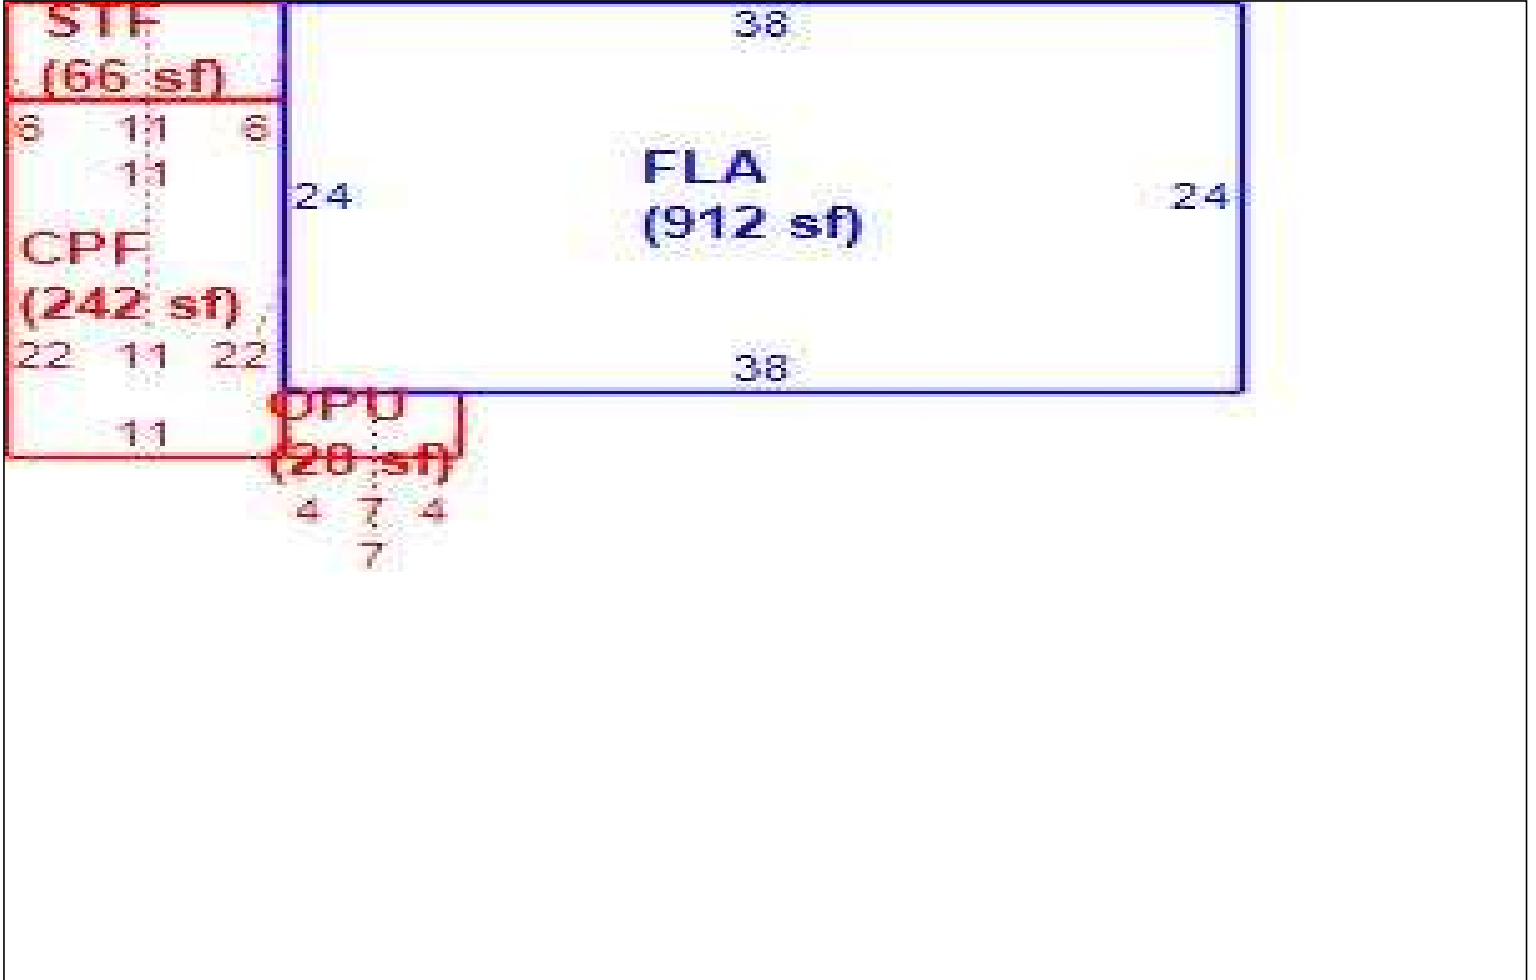 STF
(66 sf)
6 11 6
11
CPF
(242 sf)
22 11 22
11
38
FLA
(912 sf)
24 24
38
OPU
(28 sf)
4 7 4
7